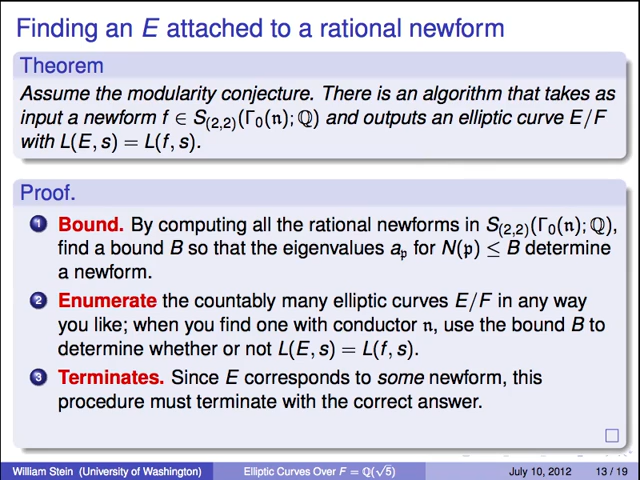 Finding an E attached to a rational newform
Theorem
Assume the modularity conjecture. There is an algorithm that takes as
input a newform f ∈ S₍₂,₂₎(Γ₀(𝔫); ℚ) and outputs an elliptic curve E/F
with L(E, s) = L(f, s).
Proof.
1 Bound. By computing all the rational newforms in S₍₂,₂₎(Γ₀(𝔫); ℚ),
find a bound B so that the eigenvalues a_𝔭 for N(𝔭) ≤ B determine
a newform.
2 Enumerate the countably many elliptic curves E/F in any way
you like; when you find one with conductor 𝔫, use the bound B to
determine whether or not L(E, s) = L(f, s).
3 Terminates. Since E corresponds to some newform, this
procedure must terminate with the correct answer.
William Stein (University of Washington) Elliptic Curves Over F = ℚ(√5) July 10, 2012 13 / 19